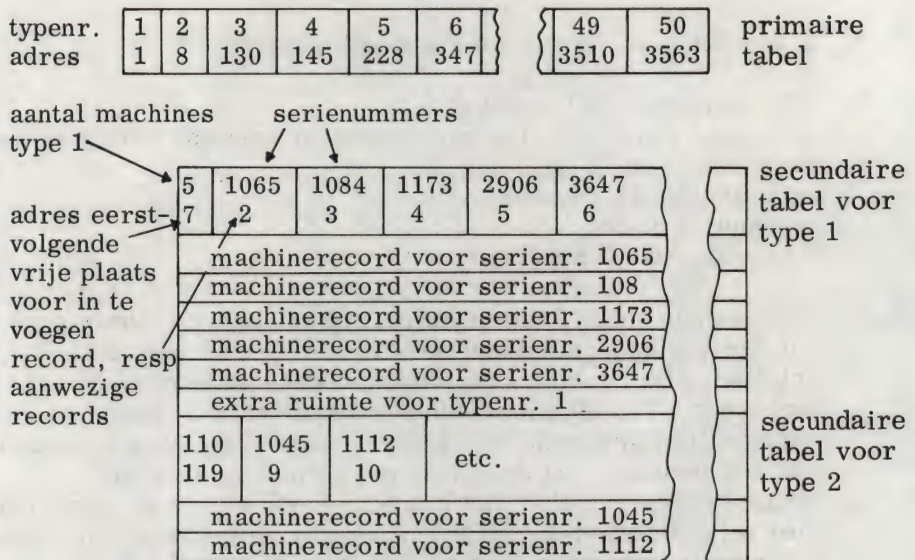 typenr. 1 2 3 4 5 6 49 50 primaire
adres 1 8 130 145 228 347 3510 3563 tabel
aantal machines
type 1
serienummers
5 1065 1084 1173 2906 3647
7 2 3 4 5 6
secundaire
tabel voor
type 1
adres eerst-
volgende
vrije plaats
voor in te
voegen
record, resp
aanwezige
records
machinerecord voor serienr. 1065
machinerecord voor serienr. 108
machinerecord voor serienr. 1173
machinerecord voor serienr. 2906
machinerecord voor serienr. 3647
extra ruimte voor typenr. 1
110 1045 1112
119 9 10
etc.
secundaire
tabel voor
type 2
machinerecord voor serienr. 1045
machinerecord voor serienr. 1112